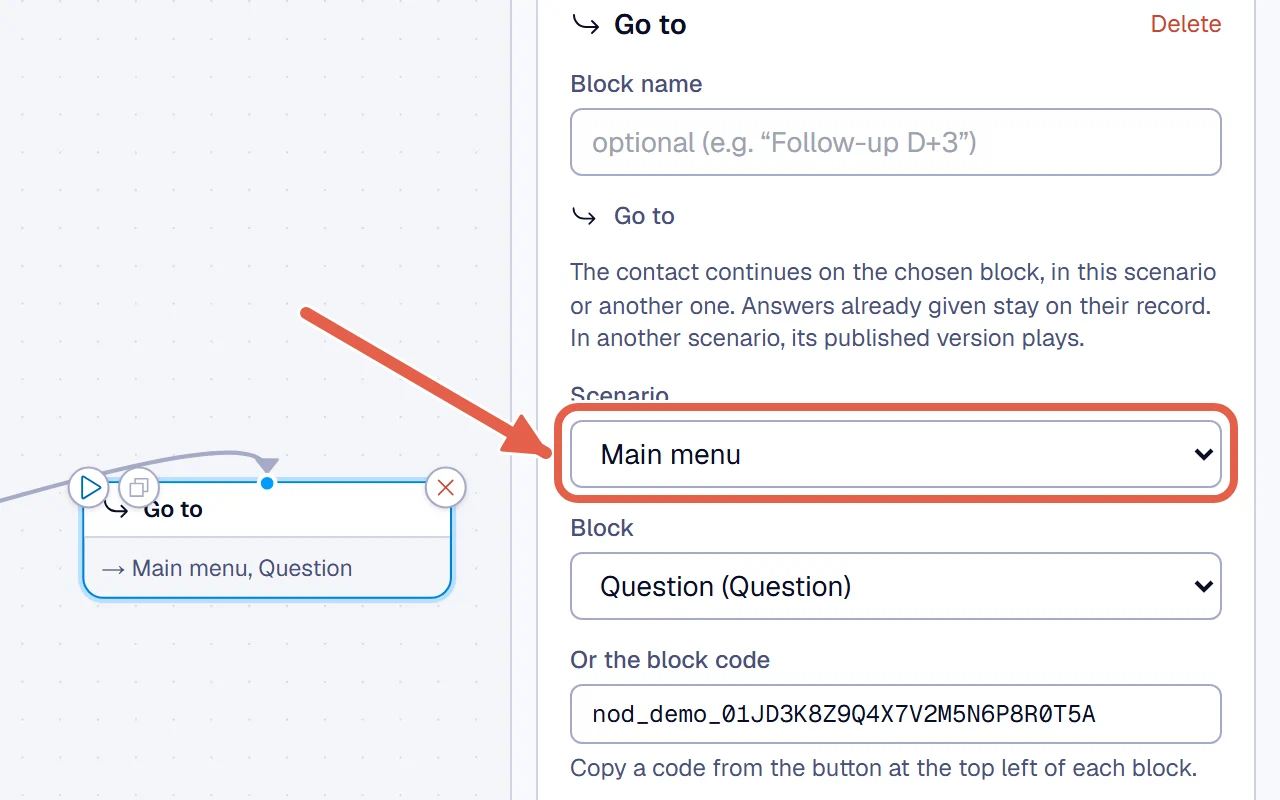 Go to
Delete
Block name
optional (e.g. “Follow-up D+3”)
Go to
The contact continues on the chosen block, in this scenario
or another one. Answers already given stay on their record.
In another scenario, its published version plays.
Scenario
Main menu
Block
Question (Question)
Or the block code
nod_demo_01JD3K8Z9Q4X7V2M5N6P8R0T5A
Copy a code from the button at the top left of each block.
Go to
→ Main menu, Question